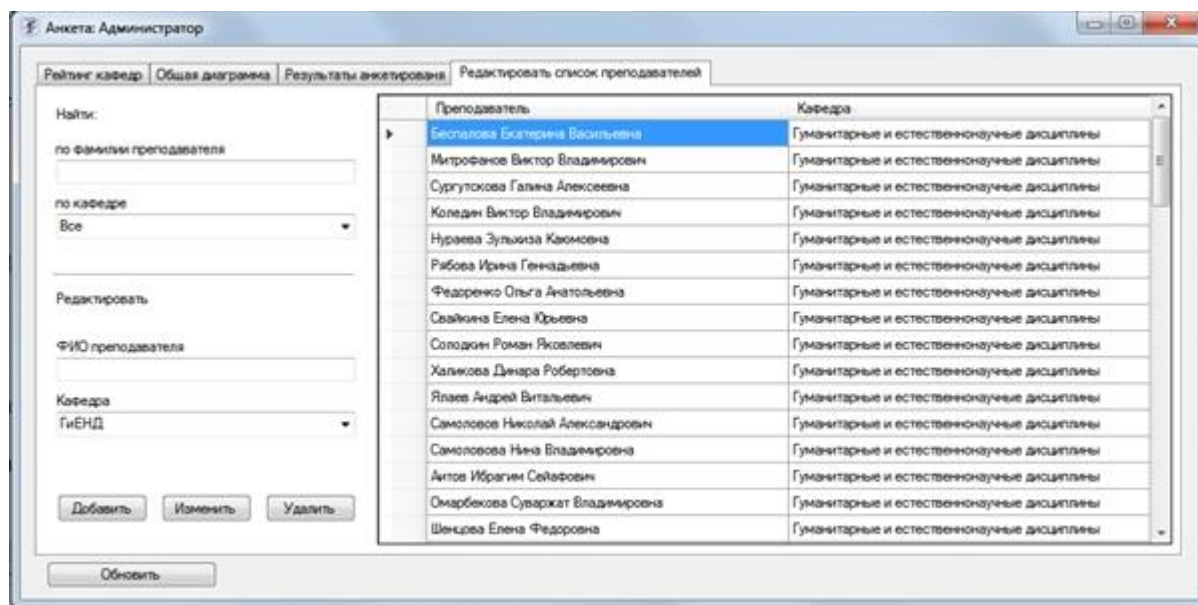 Анкета: Администратор
Рейтинг кафедр Общая диаграмма Результаты анкетирована Редактировать список преподавателей
Найти:
по фамилии преподавателя
по кафедре
Все
Редактировать
ФИО преподавателя
Кафедра
ГиЕНД
Добавить Изменить Удалить
Преподаватель Кафедра
Беспалова Екатерина Васильевна Гуманитарные и естественнонаучные дисциплины
Митрофанов Виктор Владимирович Гуманитарные и естественнонаучные дисциплины
Сургутскова Галина Алексеевна Гуманитарные и естественнонаучные дисциплины
Коледин Виктор Владимирович Гуманитарные и естественнонаучные дисциплины
Нураева Зульхиза Каюмовна Гуманитарные и естественнонаучные дисциплины
Рябова Ирина Геннадьевна Гуманитарные и естественнонаучные дисциплины
Федоренко Ольга Анатольевна Гуманитарные и естественнонаучные дисциплины
Свайкина Елена Юрьевна Гуманитарные и естественнонаучные дисциплины
Солодкин Роман Яковлевич Гуманитарные и естественнонаучные дисциплины
Халикова Динара Робертовна Гуманитарные и естественнонаучные дисциплины
Ялаев Андрей Витальевич Гуманитарные и естественнонаучные дисциплины
Самоловов Николай Александрович Гуманитарные и естественнонаучные дисциплины
Самоловова Нина Владимировна Гуманитарные и естественнонаучные дисциплины
Аитов Ибрагим Сейафович Гуманитарные и естественнонаучные дисциплины
Омарбекова Суваржат Владимировна Гуманитарные и естественнонаучные дисциплины
Шенцова Елена Федоровна Гуманитарные и естественнонаучные дисциплины
Обновить